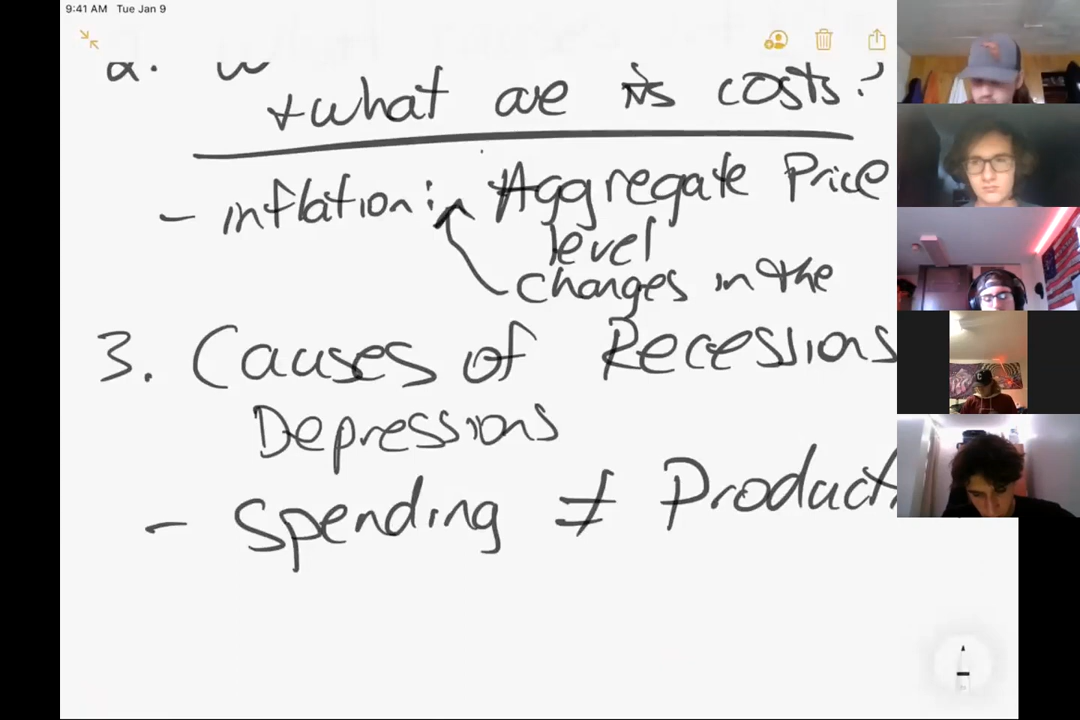 9:41 AM Tue Jan 9
a. w
+ what are its costs?
- inflation: Aggregate Price
level
changes in the
3. Causes of Recessions
Depressions
- Spending ≠ Producti